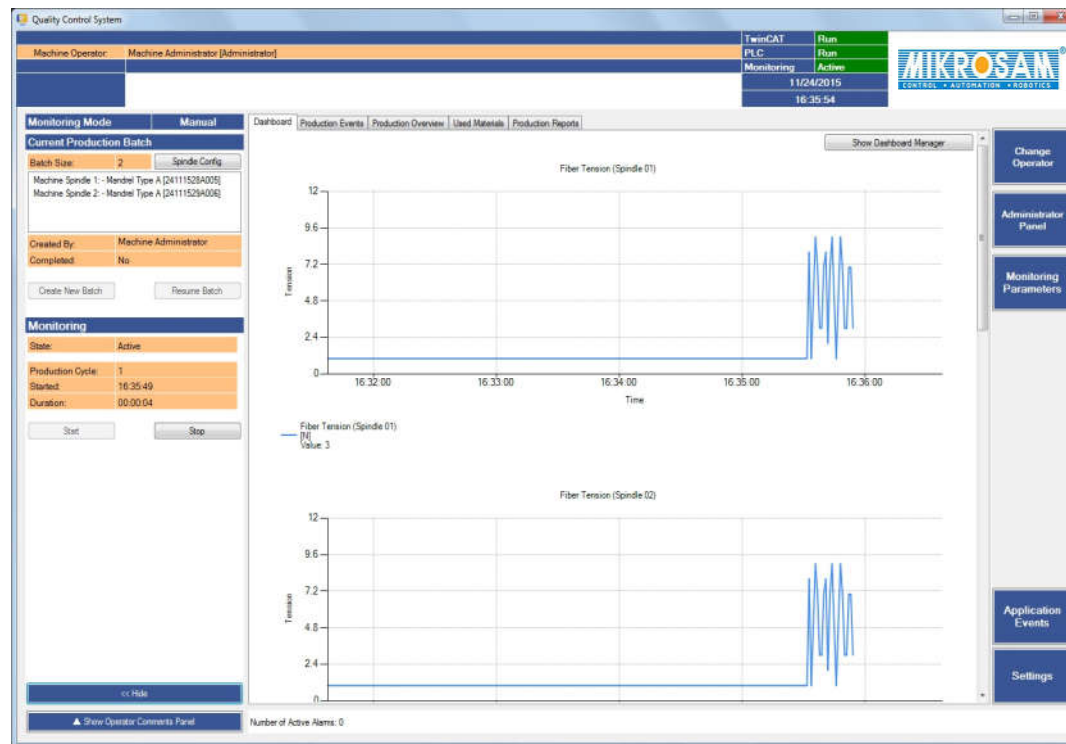 Quality Control System
TwinCAT Run
Machine Operator: Machine Administrator [Administrator]
PLC Run
Monitoring Active
11/24/2015
16:35:54
MIKROSAM®
CONTROL • AUTOMATION • ROBOTICS
Monitoring Mode Manual
Current Production Batch
Batch Size: 2 Spindle Config
Machine Spindle 1: - Mandrel Type A [24111528A005]
Machine Spindle 2: - Mandrel Type A [24111529A006]
Created By: Machine Administrator
Completed: No
Create New Batch Resume Batch
Monitoring
State: Active
Production Cycle: 1
Started: 16:35:49
Duration: 00:00:04
Start Stop
<< Hide
▲ Show Operator Comments Panel
Dashboard Production Events Production Overview Used Materials Production Reports
Show Dashboard Manager
Fiber Tension (Spindle 01)
12
9.6
7.2
4.8
2.4
0
Tension
16:32:00 16:33:00 16:34:00 16:35:00 16:36:00
Time
Fiber Tension (Spindle 01)
[N]
Value: 3
Fiber Tension (Spindle 02)
12
9.6
7.2
4.8
2.4
0
Tension
Number of Active Alarms: 0
Change
Operator
Administrator
Panel
Monitoring
Parameters
Application
Events
Settings